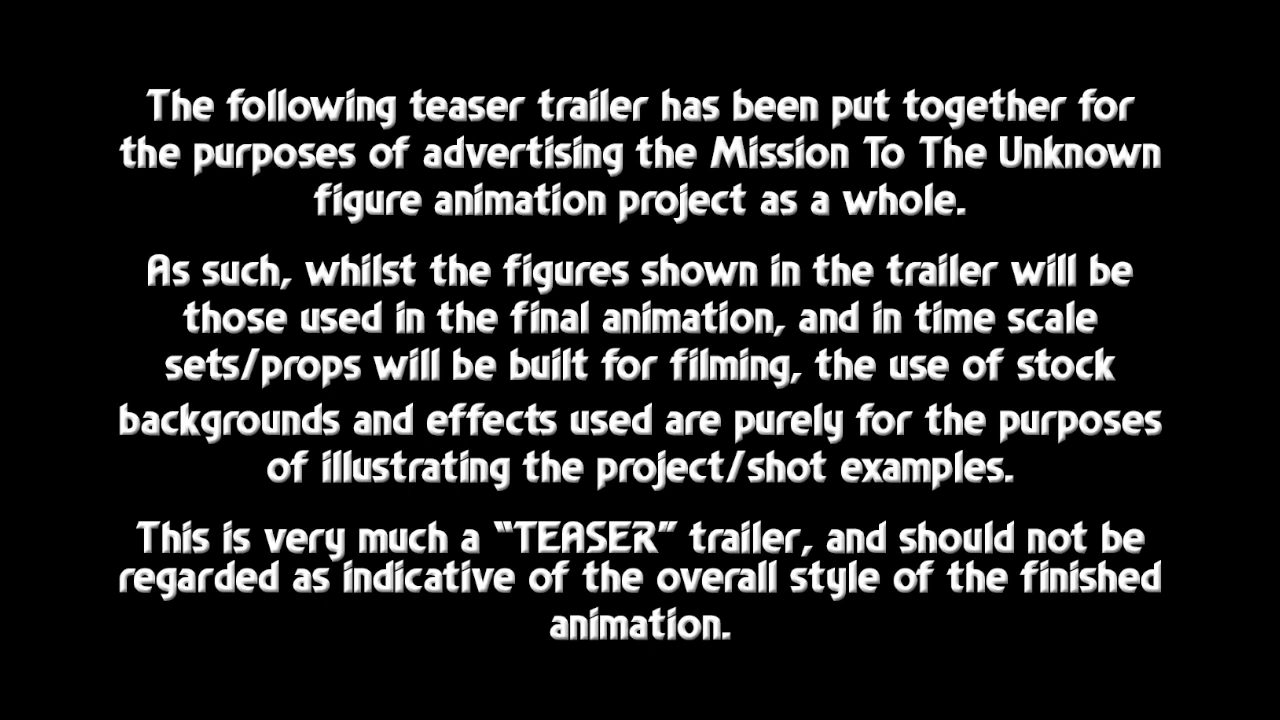 The following teaser trailer has been put together for
the purposes of advertising the Mission To The Unknown
figure animation project as a whole.
As such, whilst the figures shown in the trailer will be
those used in the final animation, and in time scale
sets/props will be built for filming, the use of stock
backgrounds and effects used are purely for the purposes
of illustrating the project/shot examples.
This is very much a “TEASER” trailer, and should not be
regarded as indicative of the overall style of the finished
animation.